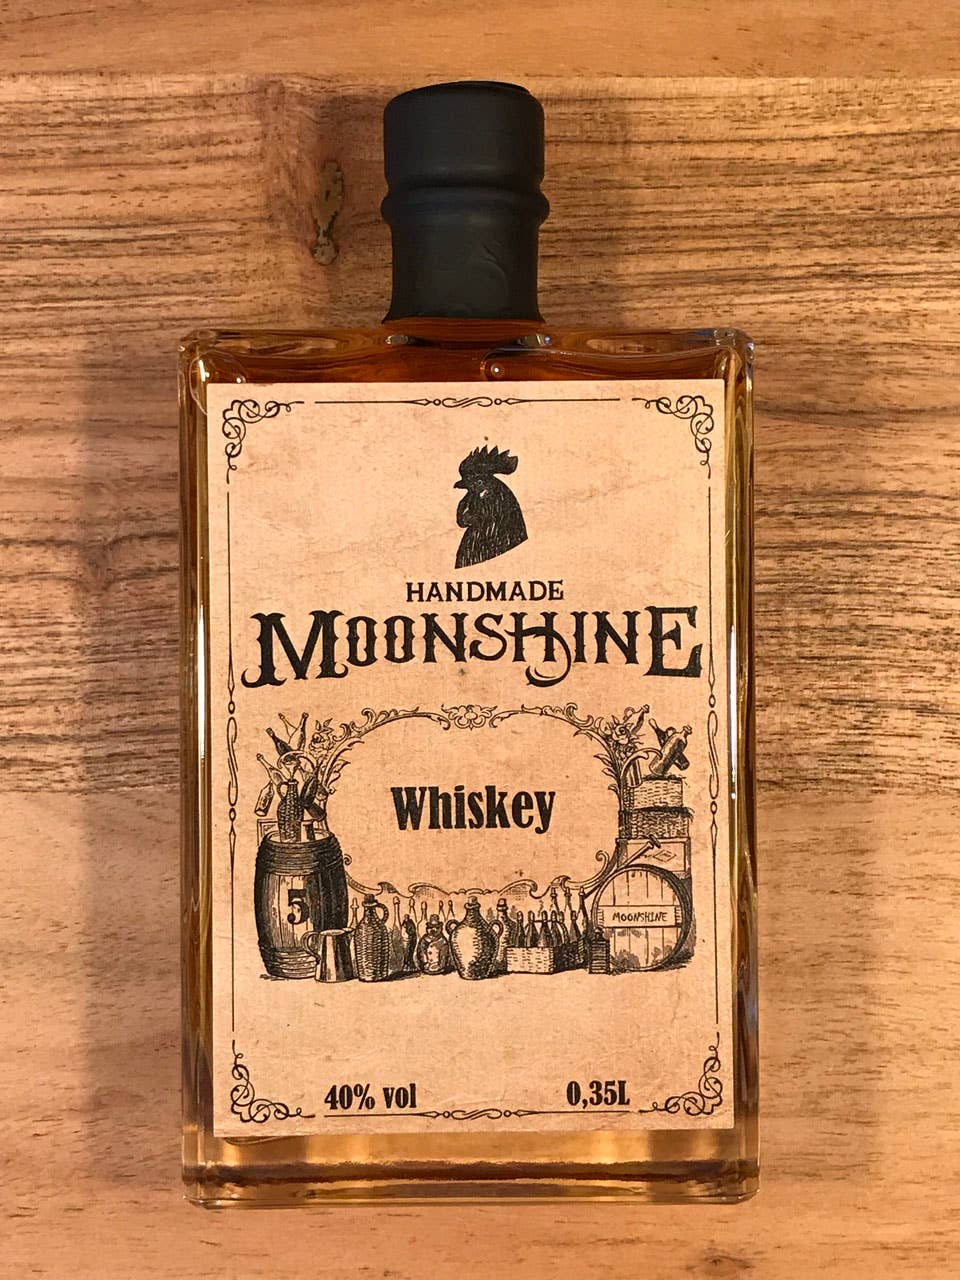 HANDMADE
MOONSHINE
Whiskey
5
MOONSHINE
40% vol 0,35L